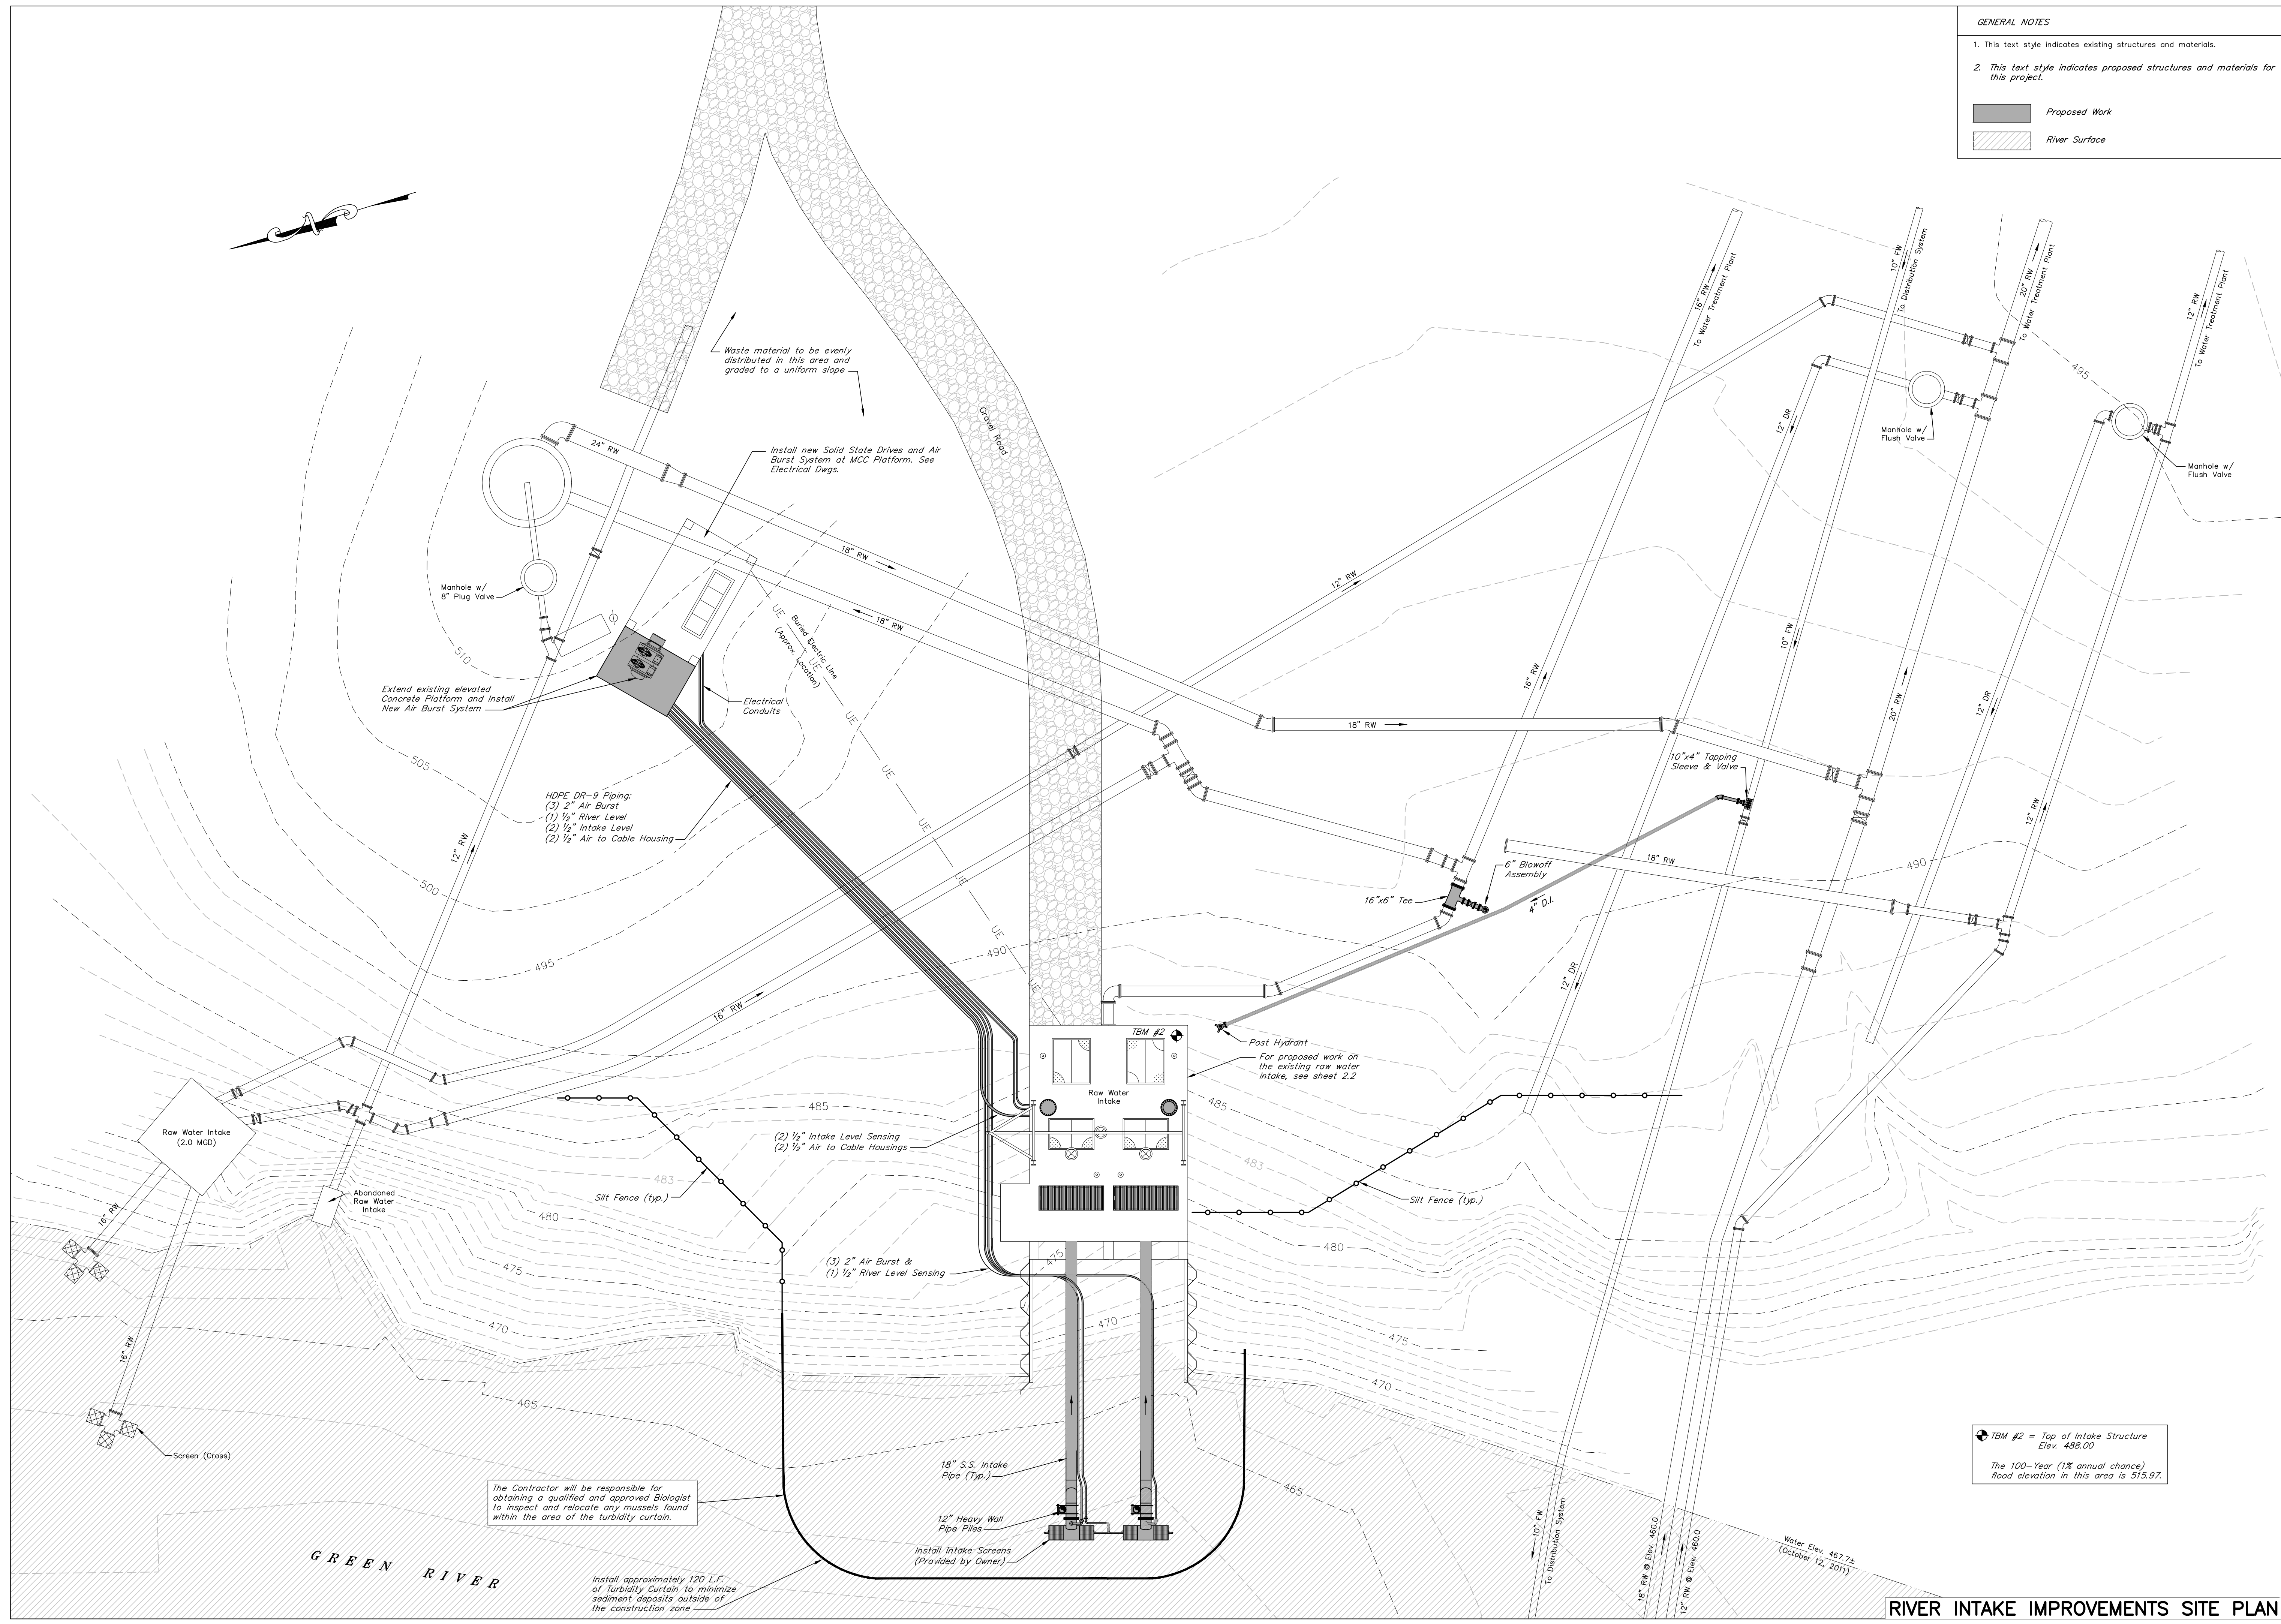 GENERAL NOTES
1. This text style indicates existing structures and materials.
2. This text style indicates proposed structures and materials for
this project.
Proposed Work
River Surface
N
Waste material to be evenly
distributed in this area and
graded to a uniform slope
Gravel Road
24" RW
Install new Solid State Drives and Air
Burst System at MCC Platform. See
Electrical Dwgs.
18" RW
18" RW
Manhole w/
8" Plug Valve
510
UE
Buried Electric Line
(Approx. Location)
UE
UE
UE
UE
UE
UE
UE
Extend existing elevated
Concrete Platform and Install
New Air Burst System
Electrical
Conduits
505
HDPE DR-9 Piping:
(3) 2" Air Burst
(1) ½" River Level
(2) ½" Intake Level
(2) ½" Air to Cable Housing
12" RW
500
495
490
16" RW
12" RW
16" RW
To Water Treatment Plant
10" FW
To Distribution System
20" RW
To Water Treatment Plant
12" RW
To Water Treatment Plant
495
12" DR
Manhole w/
Flush Valve
Manhole w/
Flush Valve
16" RW
10" FW
20" RW
12" DR
18" RW
10"x4" Tapping
Sleeve & Valve
12" RW
18" RW
490
6" Blowoff
Assembly
16"x6" Tee
4" D.I.
12" DR
TBM #2
Post Hydrant
For proposed work on
the existing raw water
intake, see sheet 2.2
Raw Water
Intake
485
485
(2) ½" Intake Level Sensing
(2) ½" Air to Cable Housings
483
483
Silt Fence (typ.)
Silt Fence (typ.)
Raw Water Intake
(2.0 MGD)
Abandoned
Raw Water
Intake
16" RW
480
480
475
475
(3) 2" Air Burst &
(1) ½" River Level Sensing
470
470
475
16" RW
470
465
465
Screen (Cross)
18" S.S. Intake
Pipe (Typ.)
The Contractor will be responsible for
obtaining a qualified and approved Biologist
to inspect and relocate any mussels found
within the area of the turbidity curtain.
12" Heavy Wall
Pipe Piles
Install Intake Screens
(Provided by Owner)
GREEN RIVER
Install approximately 120 L.F.
of Turbidity Curtain to minimize
sediment deposits outside of
the construction zone
10" FW
To Distribution System
18" RW @ Elev. 460.0
12" RW @ Elev. 460.0
Water Elev. 467.7±
(October 12, 2011)
TBM #2 = Top of Intake Structure
Elev. 488.00
The 100-Year (1% annual chance)
flood elevation in this area is 515.97.
RIVER INTAKE IMPROVEMENTS SITE PLAN